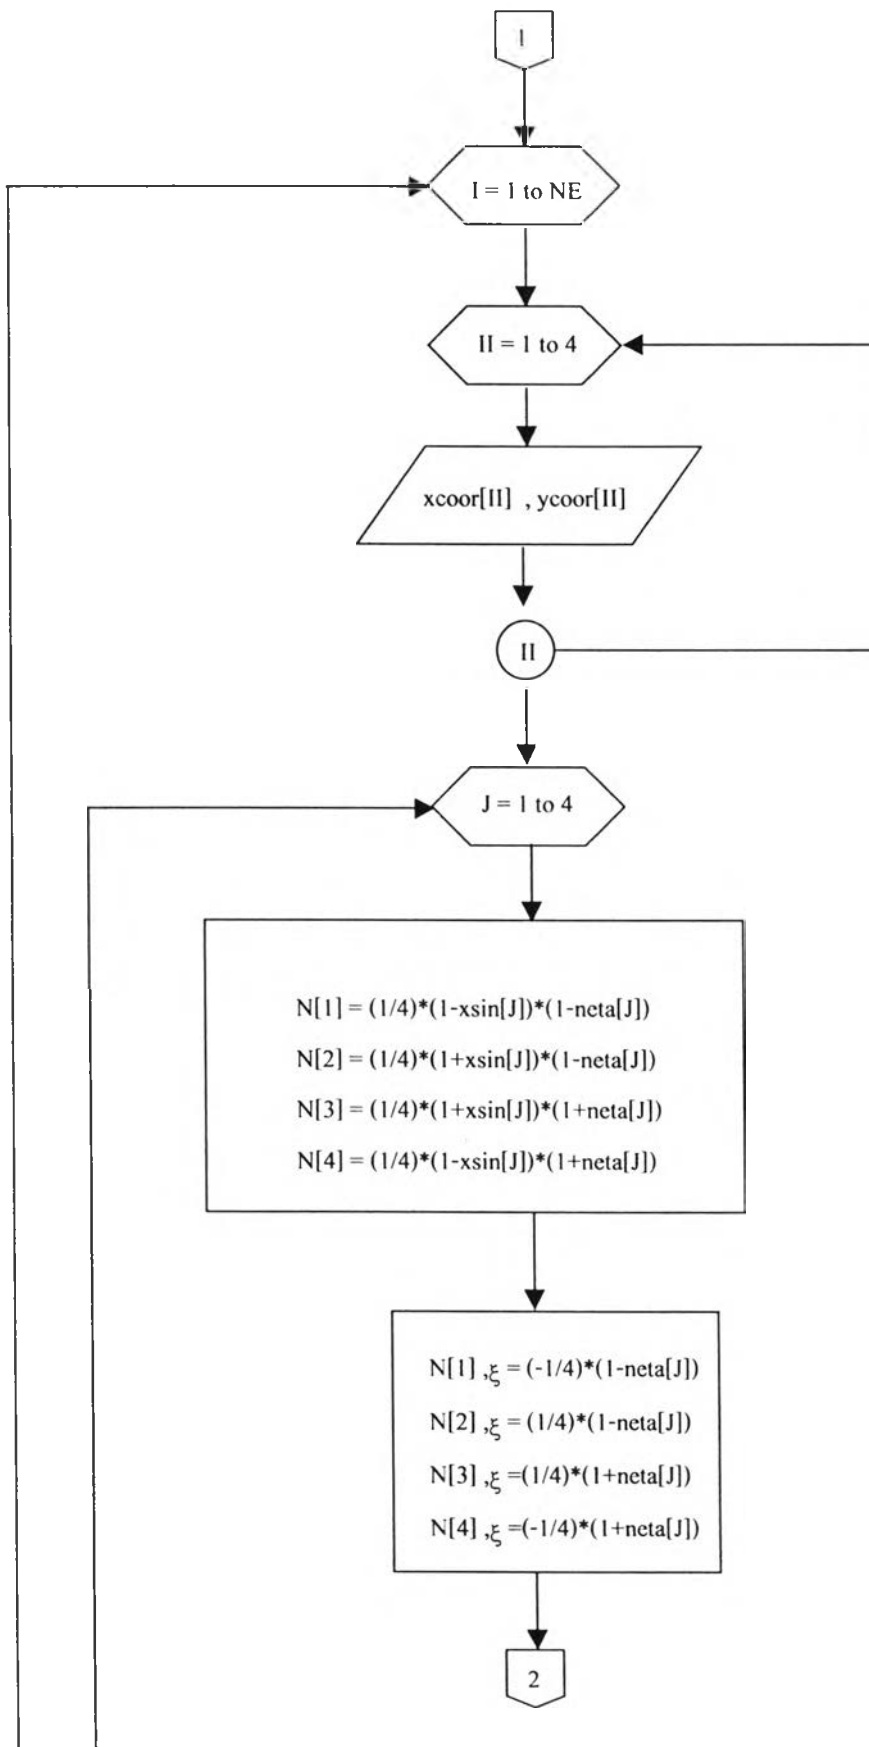 1
I = 1 to NE
II = 1 to 4
xcoor[II] , ycoor[II]
II
J = 1 to 4
N[1] = (1/4)*(1-xsin[J])*(1-neta[J])
N[2] = (1/4)*(1+xsin[J])*(1-neta[J])
N[3] = (1/4)*(1+xsin[J])*(1+neta[J])
N[4] = (1/4)*(1-xsin[J])*(1+neta[J])
N[1] ,ξ = (-1/4)*(1-neta[J])
N[2] ,ξ = (1/4)*(1-neta[J])
N[3] ,ξ =(1/4)*(1+neta[J])
N[4] ,ξ =(-1/4)*(1+neta[J])
2